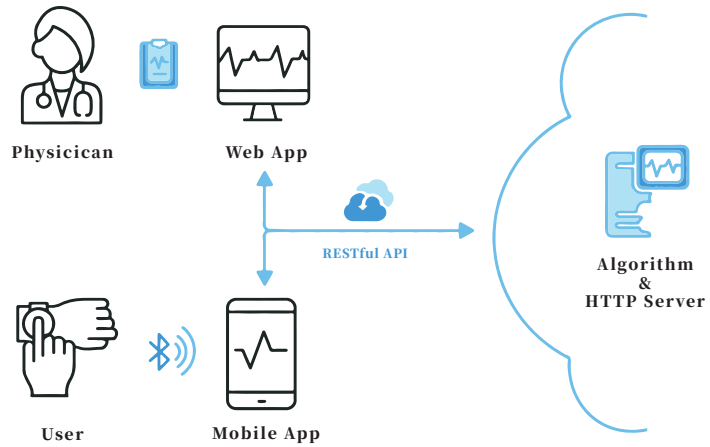 Physicican
Web App
RESTful API
Algorithm
&
HTTP Server
User
Mobile App